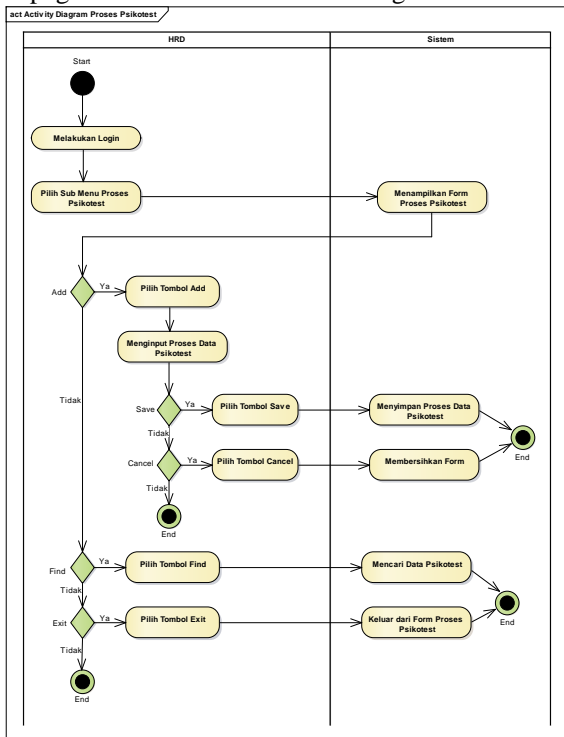 act Activity Diagram Proses Psikotest
HRD
Sistem
Start
Melakukan Login
Pilih Sub Menu Proses
Psikotest
Menampilkan Form
Proses Psikotest
Add
Ya
Pilih Tombol Add
Menginput Proses Data
Psikotest
Tidak
Save
Ya
Pilih Tombol Save
Menyimpan Proses Data
Psikotest
Tidak
End
Cancel
Ya
Pilih Tombol Cancel
Membersihkan Form
Tidak
End
Find
Ya
Pilih Tombol Find
Mencari Data Psikotest
Tidak
End
Exit
Ya
Pilih Tombol Exit
Keluar dari Form Proses
Psikotest
Tidak
End